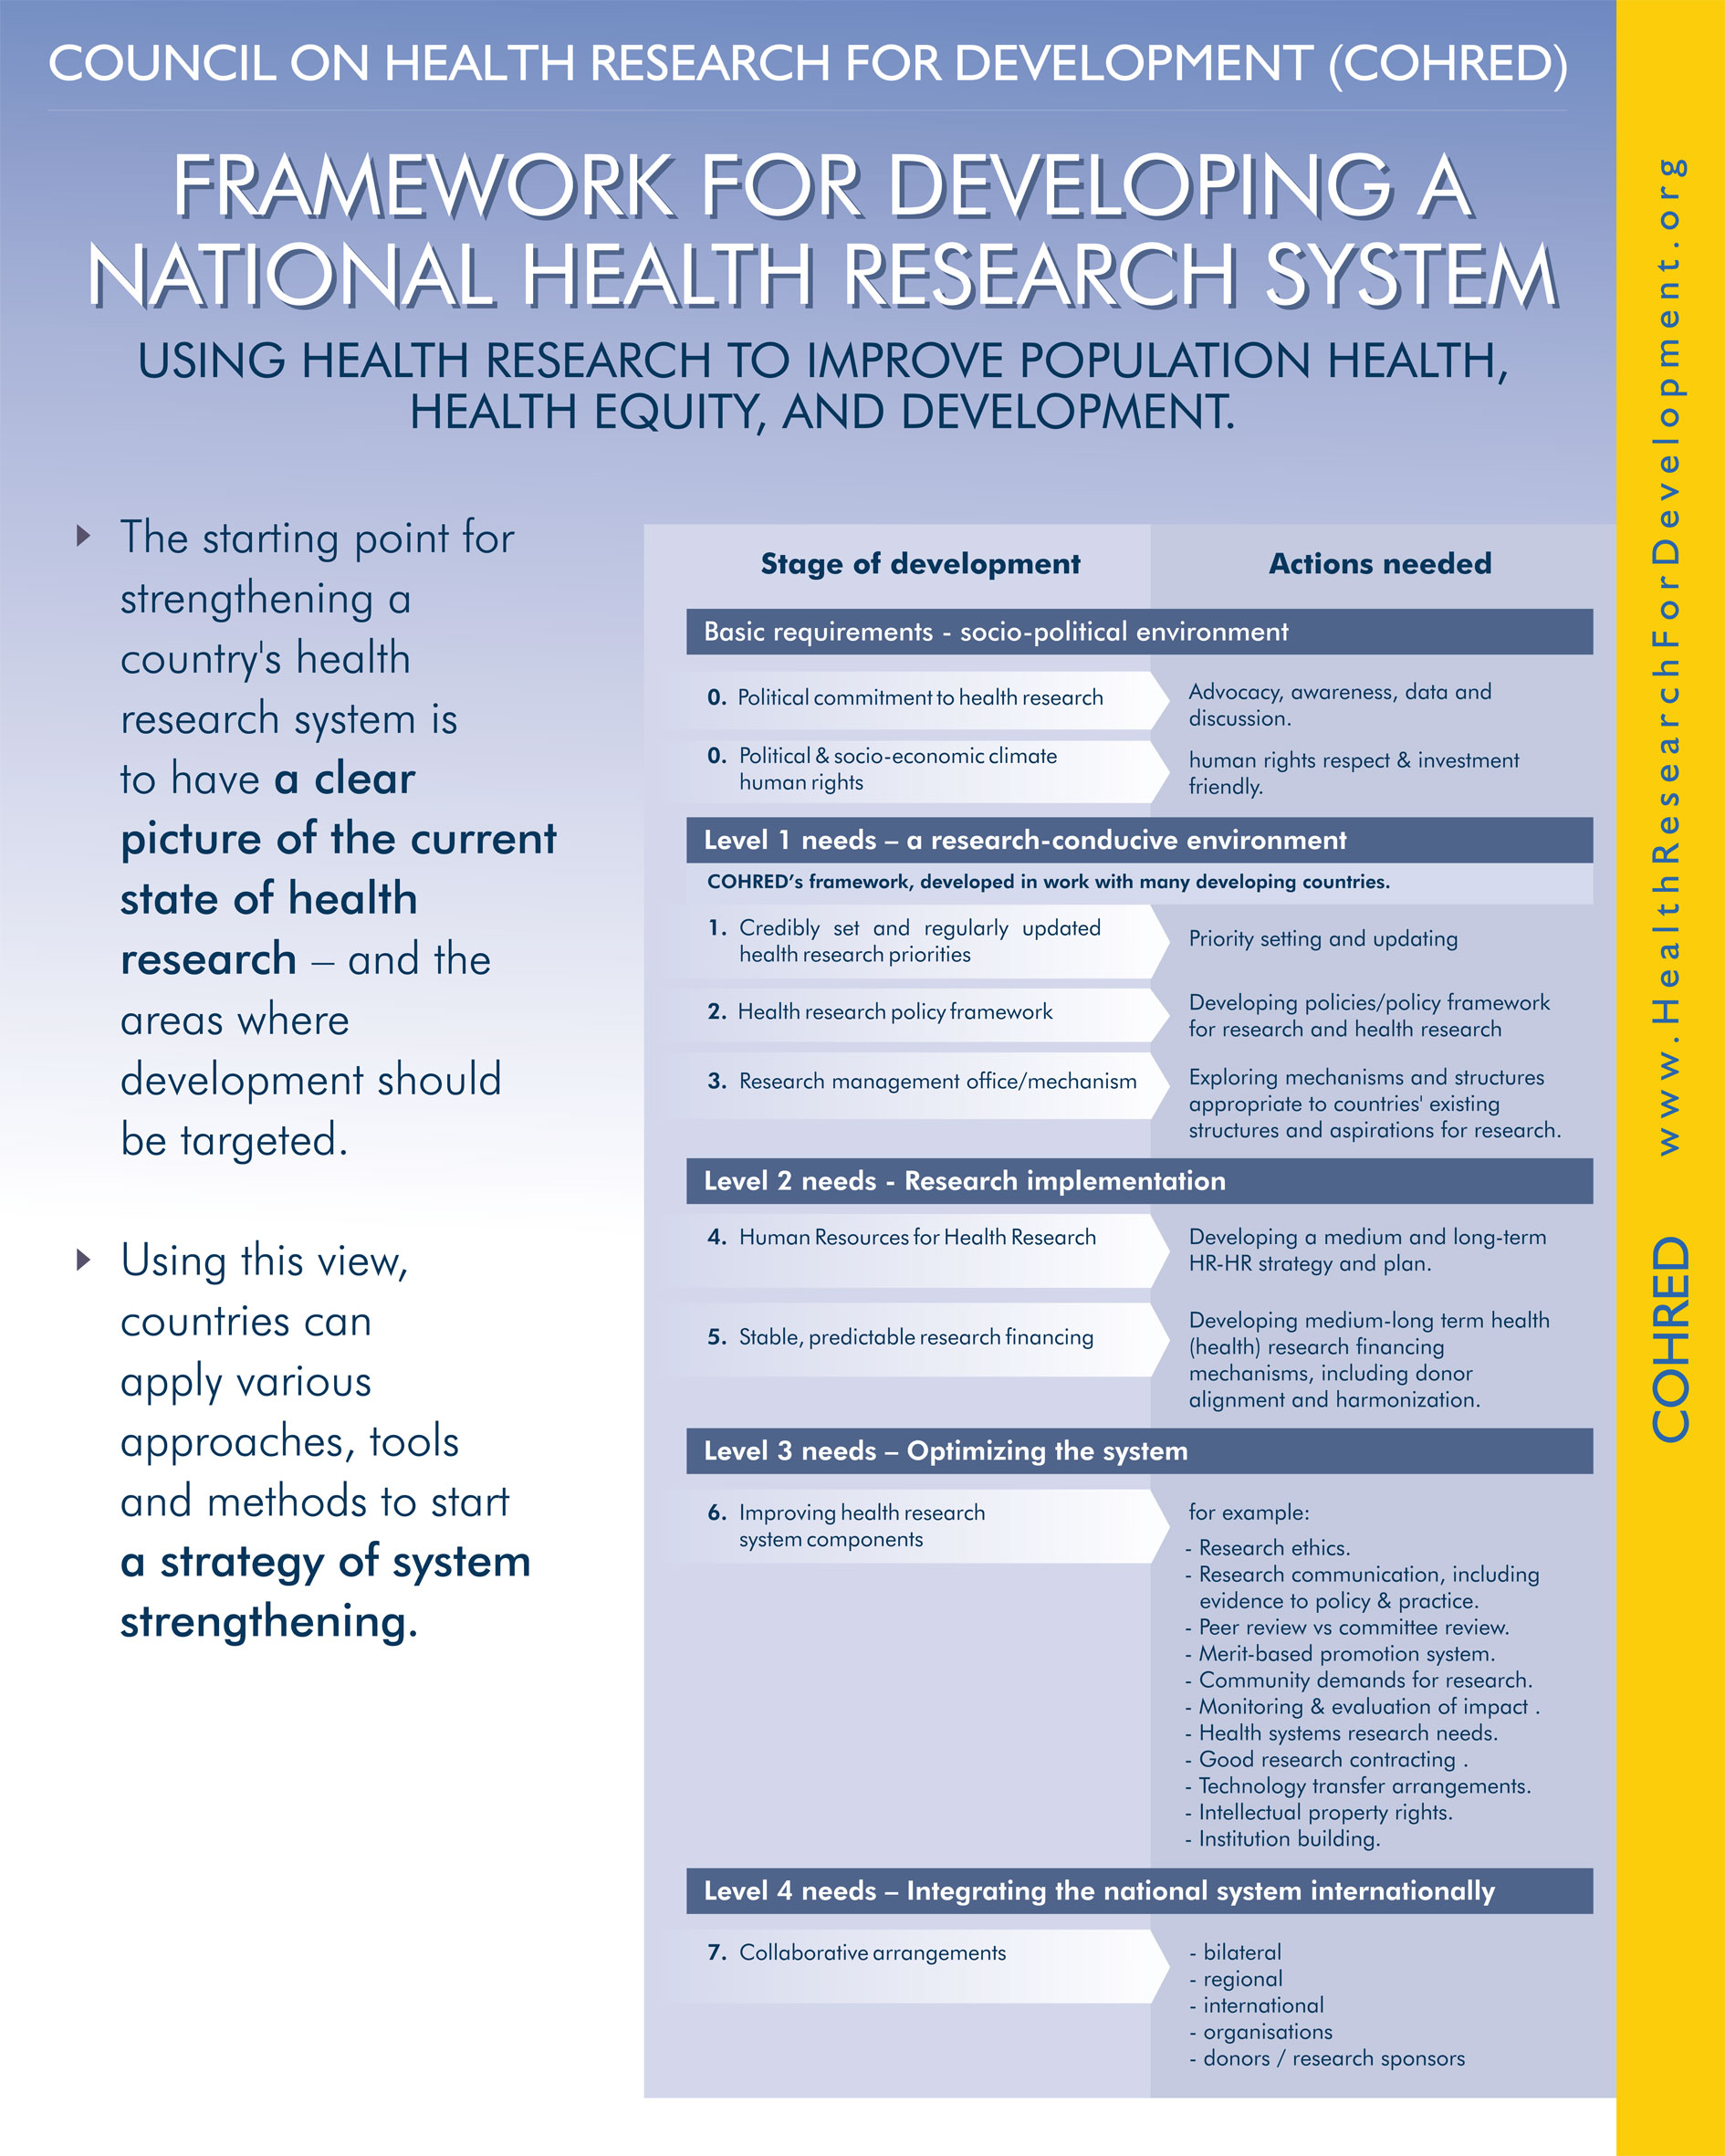 COUNCIL ON HEALTH RESEARCH FOR DEVELOPMENT (COHRED)
FRAMEWORK FOR DEVELOPING A
NATIONAL HEALTH RESEARCH SYSTEM
USING HEALTH RESEARCH TO IMPROVE POPULATION HEALTH,
HEALTH EQUITY, AND DEVELOPMENT.
The starting point for
strengthening a
country's health
research system is
to have a clear
picture of the current
state of health
research – and the
areas where
development should
be targeted.
Using this view,
countries can
apply various
approaches, tools
and methods to start
a strategy of system
strengthening.
Stage of development
Actions needed
Basic requirements - socio-political environment
0. Political commitment to health research
Advocacy, awareness, data and
discussion.
0. Political & socio-economic climate
human rights
human rights respect & investment
friendly.
Level 1 needs – a research-conducive environment
COHRED's framework, developed in work with many developing countries.
1. Credibly set and regularly updated
health research priorities
Priority setting and updating
2. Health research policy framework
Developing policies/policy framework
for research and health research
3. Research management office/mechanism
Exploring mechanisms and structures
appropriate to countries' existing
structures and aspirations for research.
Level 2 needs - Research implementation
4. Human Resources for Health Research
Developing a medium and long-term
HR-HR strategy and plan.
5. Stable, predictable research financing
Developing medium-long term health
(health) research financing
mechanisms, including donor
alignment and harmonization.
Level 3 needs – Optimizing the system
6. Improving health research
system components
for example:
- Research ethics.
- Research communication, including
evidence to policy & practice.
- Peer review vs committee review.
- Merit-based promotion system.
- Community demands for research.
- Monitoring & evaluation of impact .
- Health systems research needs.
- Good research contracting .
- Technology transfer arrangements.
- Intellectual property rights.
- Institution building.
Level 4 needs – Integrating the national system internationally
7. Collaborative arrangements
- bilateral
- regional
- international
- organisations
- donors / research sponsors
COHRED www.HealthResearchForDevelopment.org